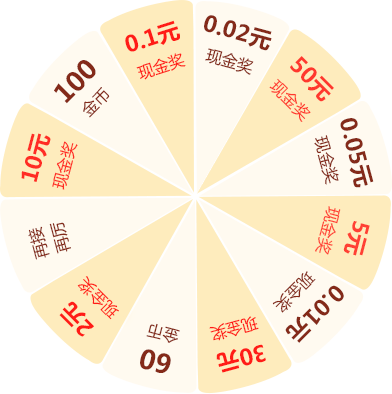 0.02元
现金奖
50元
现金奖
0.05元
现金奖
5元
现金奖
0.01元
现金奖
30元
现金奖
60
金币
2元
现金奖
再接
再厉
10元
现金奖
100
金币
0.1元
现金奖